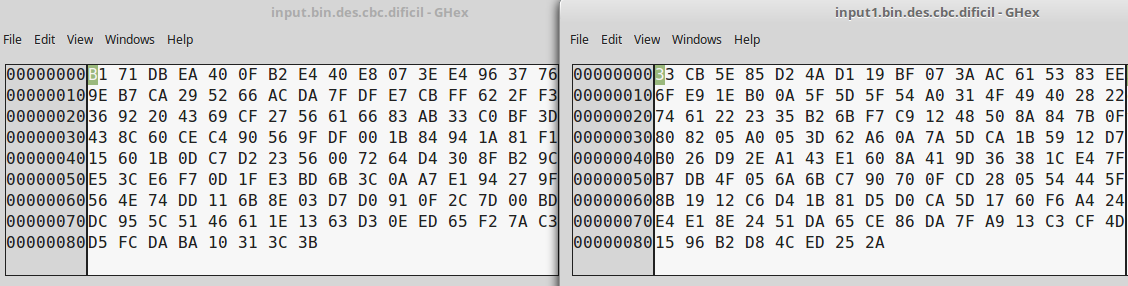 input.bin.des.cbc.dificil - GHex
File Edit View Windows Help
00000000 B1 71 DB EA 40 0F B2 E4 40 E8 07 3E E4 96 37 76
00000010 9E B7 CA 29 52 66 AC DA 7F DF E7 CB FF 62 2F F3
00000020 36 92 20 43 69 CF 27 56 61 66 83 AB 33 C0 BF 3D
00000030 43 8C 60 CE C4 90 56 9F DF 00 1B 84 94 1A 81 F1
00000040 15 60 1B 0D C7 D2 23 56 00 72 64 D4 30 8F B2 9C
00000050 E5 3C E6 F7 0D 1F E3 BD 6B 3C 0A A7 E1 94 27 9F
00000060 56 4E 74 DD 11 6B 8E 03 D7 D0 91 0F 2C 7D 00 BD
00000070 DC 95 5C 51 46 61 1E 13 63 D3 0E ED 65 F2 7A C3
00000080 D5 FC DA BA 10 31 3C 3B
input1.bin.des.cbc.dificil - GHex
File Edit View Windows Help
00000000 33 CB 5E 85 D2 4A D1 19 BF 07 3A AC 61 53 83 EE
00000010 6F E9 1E B0 0A 5F 5D 5F 54 A0 31 4F 49 40 28 22
00000020 74 61 22 23 35 B2 6B F7 C9 12 48 50 8A 84 7B 0F
00000030 80 82 05 A0 05 3D 62 A6 0A 7A 5D CA 1B 59 12 D7
00000040 B0 26 D9 2E A1 43 E1 60 8A 41 9D 36 38 1C E4 7F
00000050 B7 DB 4F 05 6A 6B C7 90 70 0F CD 28 05 54 44 5F
00000060 8B 19 12 C6 D4 1B 81 D5 D0 CA 5D 17 60 F6 A4 24
00000070 E4 E1 8E 24 51 DA 65 CE 86 DA 7D A9 13 C3 CF 4D
00000080 15 96 B2 D8 4C ED 25 2A